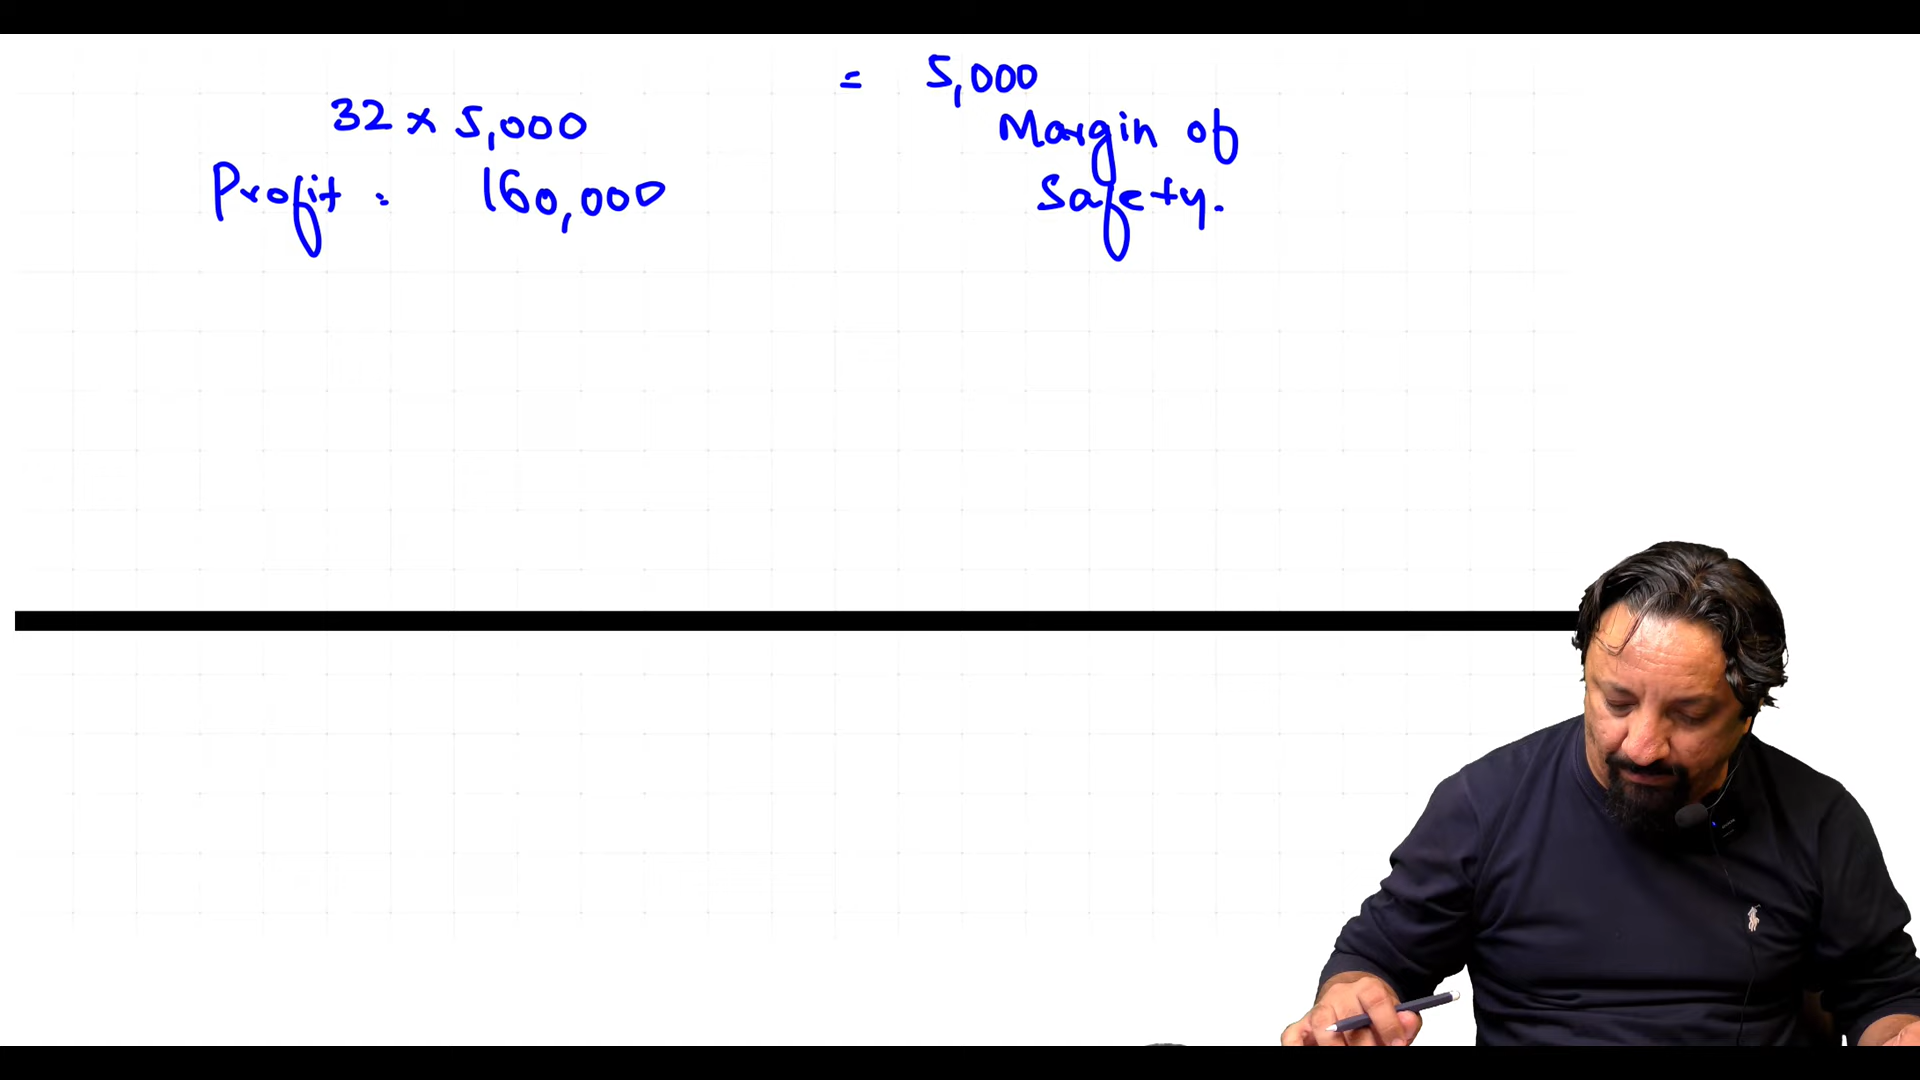 32 × 5,000
Profit : 160,000
= 5,000
Margin of
Safety.